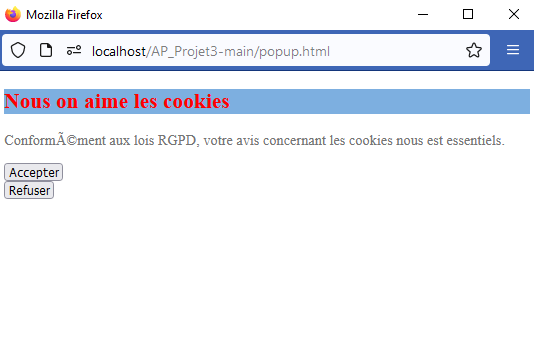 Mozilla Firefox
localhost/AP_Projet3-main/popup.html
Nous on aime les cookies
ConformÃ©ment aux lois RGPD, votre avis concernant les cookies nous est essentiels.
Accepter
Refuser